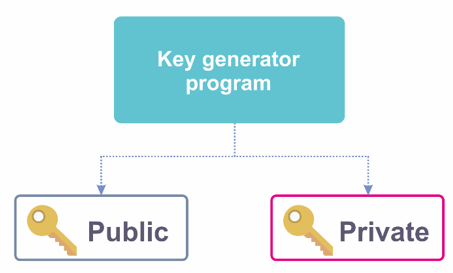 Key generator
program
Public
Private